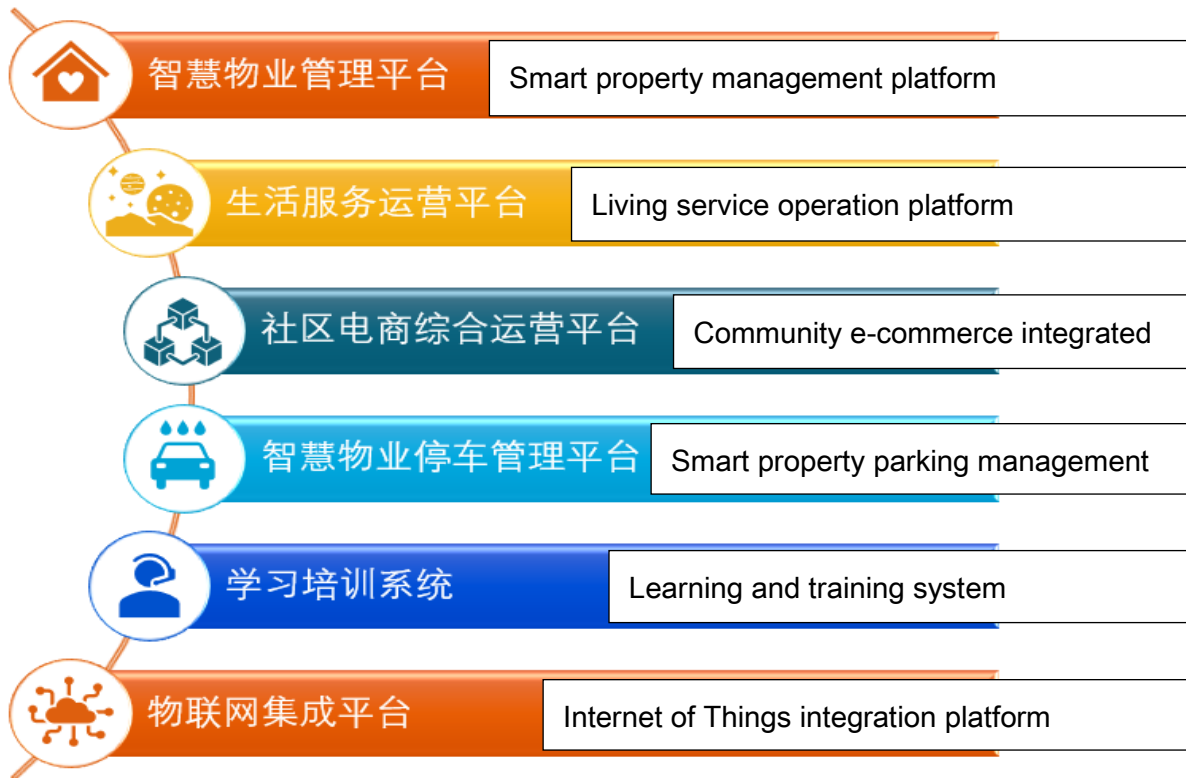 智慧物业管理平台
Smart property management platform
生活服务运营平台
Living service operation platform
社区电商综合运营平台
Community e-commerce integrated
智慧物业停车管理平台
Smart property parking management
学习培训系统
Learning and training system
物联网集成平台
Internet of Things integration platform